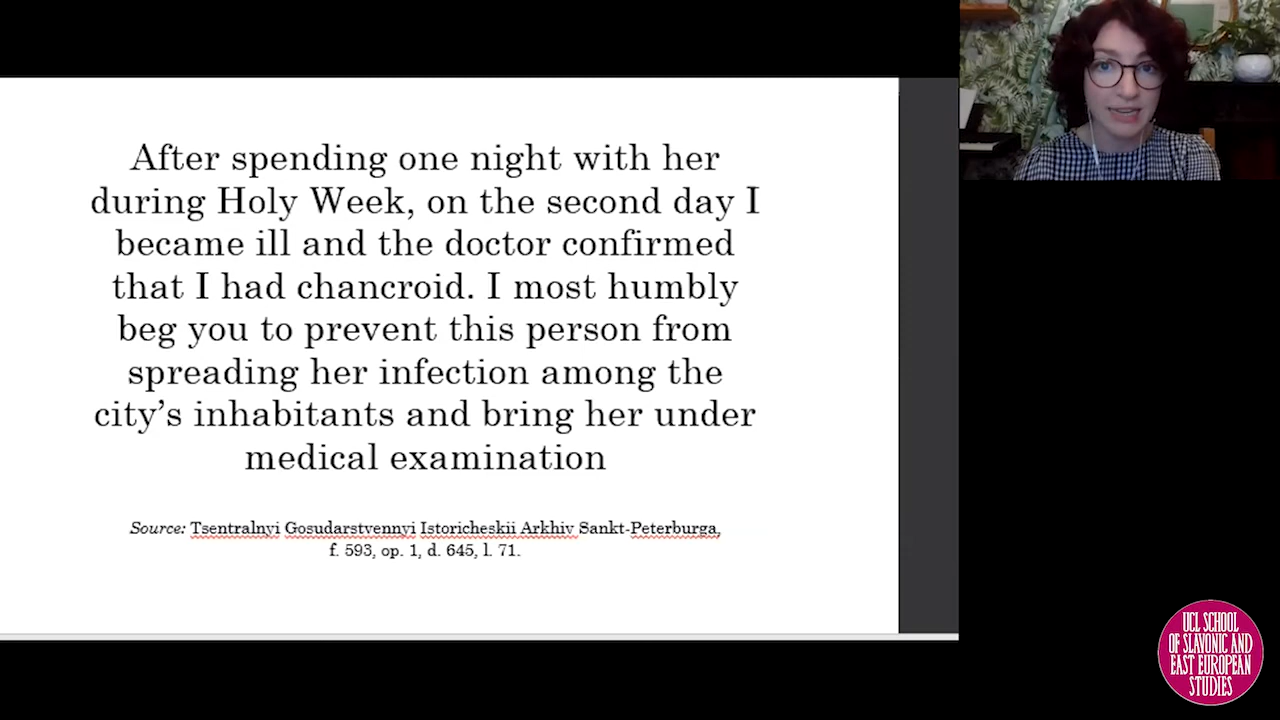 After spending one night with her
during Holy Week, on the second day I
became ill and the doctor confirmed
that I had chancroid. I most humbly
beg you to prevent this person from
spreading her infection among the
city’s inhabitants and bring her under
medical examination
Source: Tsentralnyi Gosudarstvennyi Istoricheskii Arkhiv Sankt-Peterburga,
f. 593, op. 1, d. 645, l. 71.
UCL SCHOOL
OF SLAVONIC AND
EAST EUROPEAN
STUDIES